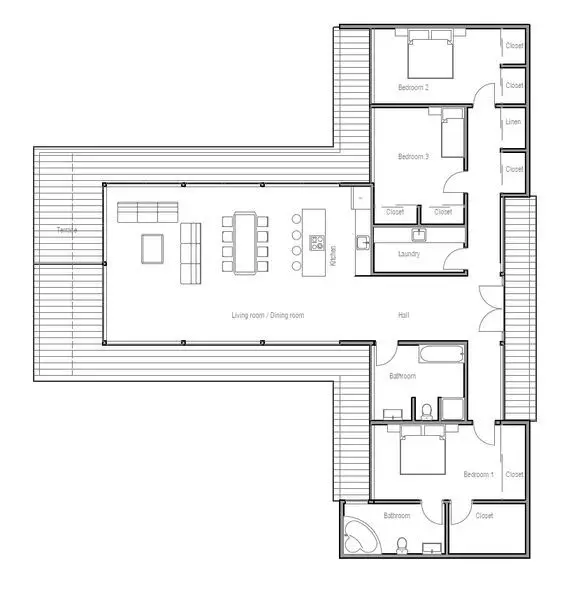 Closet
Bedroom 2
Closet
Linen
Bedroom 3
Closet
Closet
Closet
Terrace
Laundry
Kitchen
Living room / Dining room
Hall
Bathroom
Bedroom 1
Closet
Bathroom
Closet